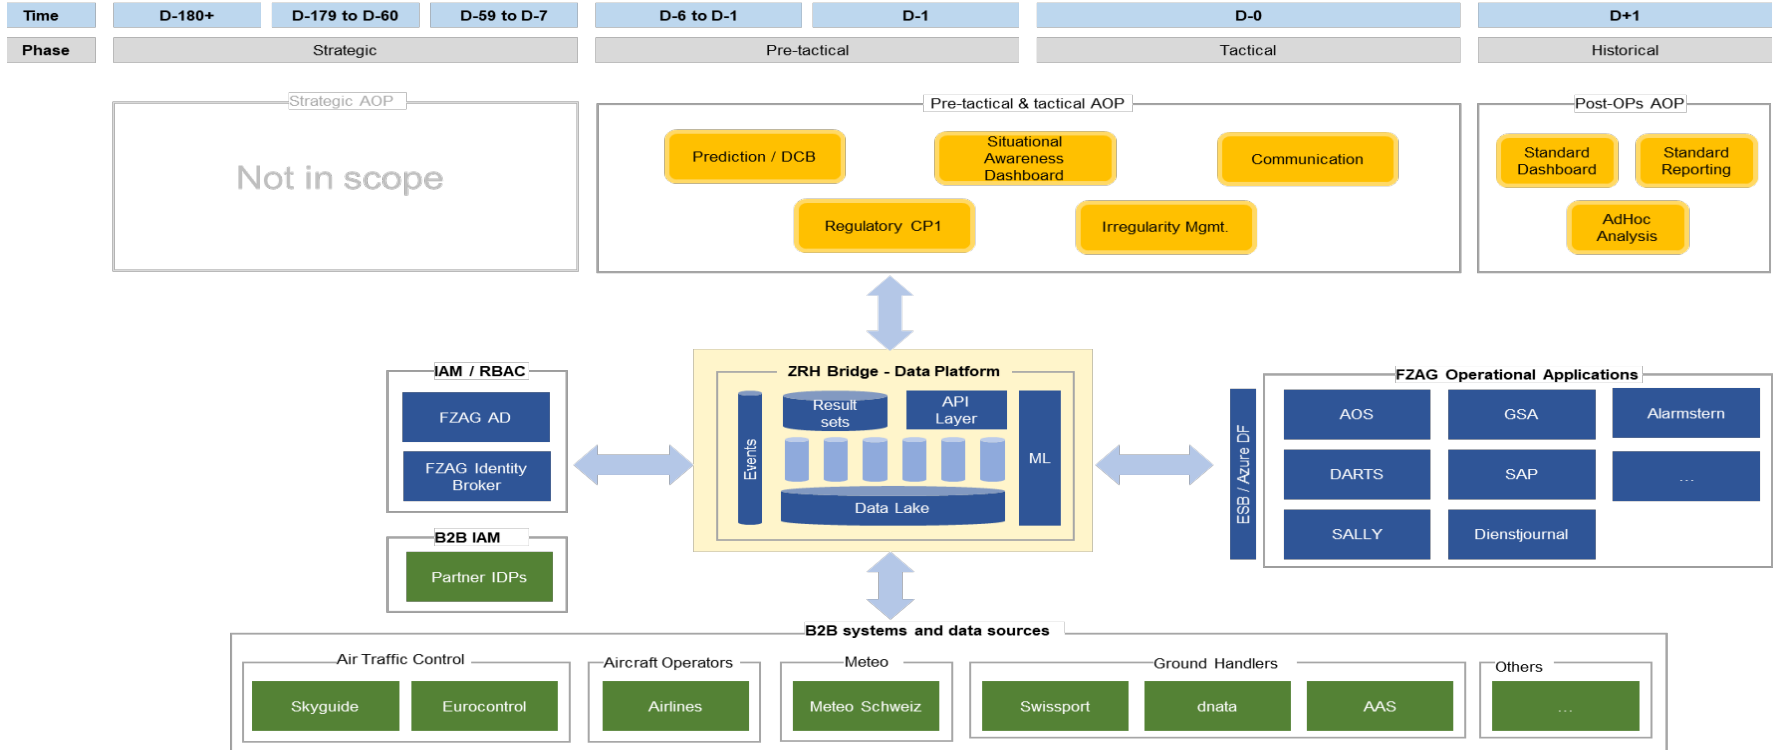 Time
D-180+
D-179 to D-60
D-59 to D-7
D-6 to D-1
D-1
D-0
D+1
Phase
Strategic
Pre-tactical
Tactical
Historical
Strategic AOP
Not in scope
Pre-tactical & tactical AOP
Prediction / DCB
Situational
Awareness
Dashboard
Communication
Regulatory CP1
Irregularity Mgmt.
Post-OPs AOP
Standard
Dashboard
Standard
Reporting
AdHoc
Analysis
IAM / RBAC
FZAG AD
FZAG Identity
Broker
B2B IAM
Partner IDPs
ZRH Bridge - Data Platform
Events
Result
sets
API
Layer
ML
Data Lake
ESB / Azure DF
FZAG Operational Applications
AOS
GSA
Alarmstern
DARTS
SAP
...
SALLY
Dienstjournal
B2B systems and data sources
Air Traffic Control
Skyguide
Eurocontrol
Aircraft Operators
Airlines
Meteo
Meteo Schweiz
Ground Handlers
Swissport
dnata
AAS
Others
...